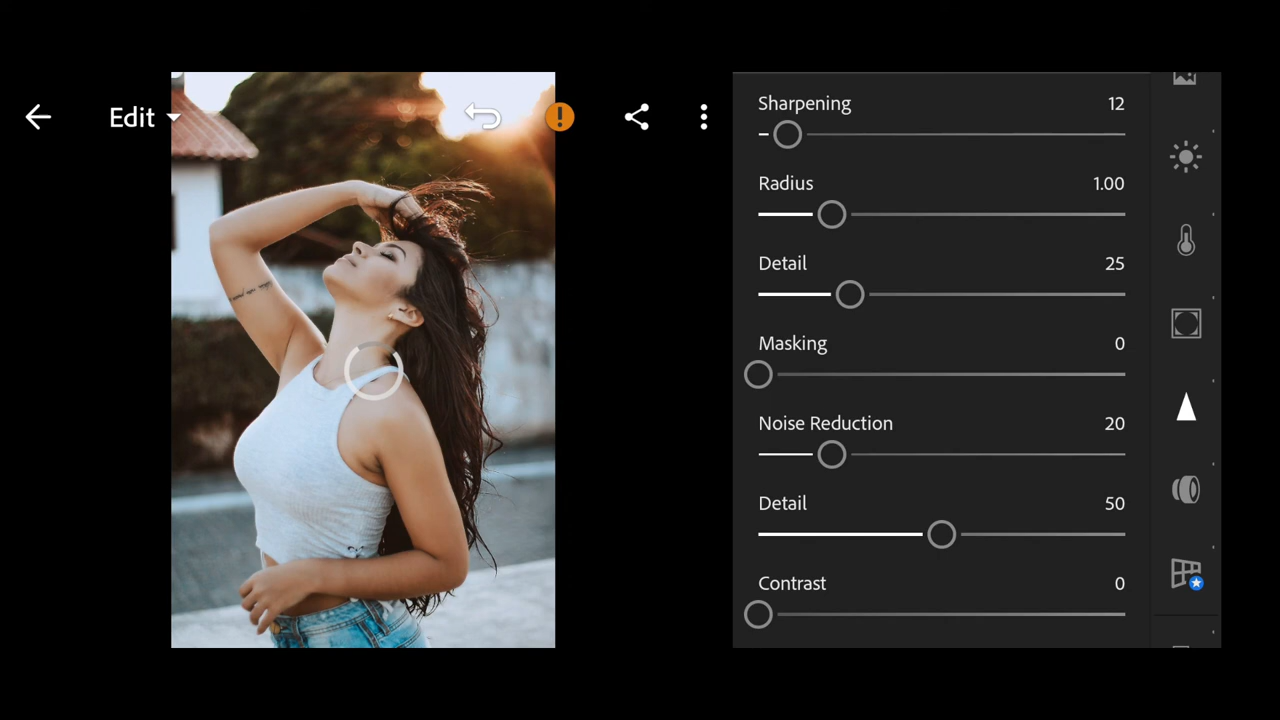 Edit
Sharpening 12
Radius 1.00
Detail 25
Masking 0
Noise Reduction 20
Detail 50
Contrast 0